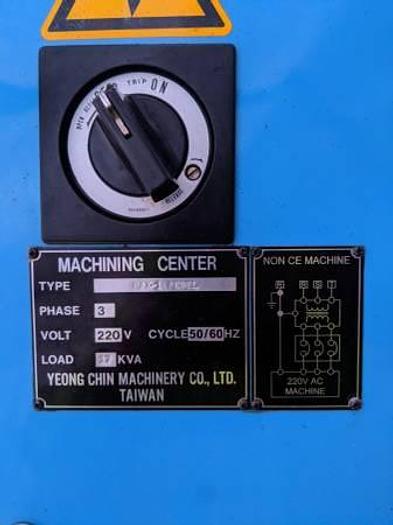 TRIP ON
MACHINING CENTER
TYPE
PHASE 3
VOLT 220 V CYCLE 50/60 HZ
LOAD KVA
YEONG CHIN MACHINERY CO., LTD.
TAIWAN
NON CE MACHINE
R S T
220V AC
MACHINE